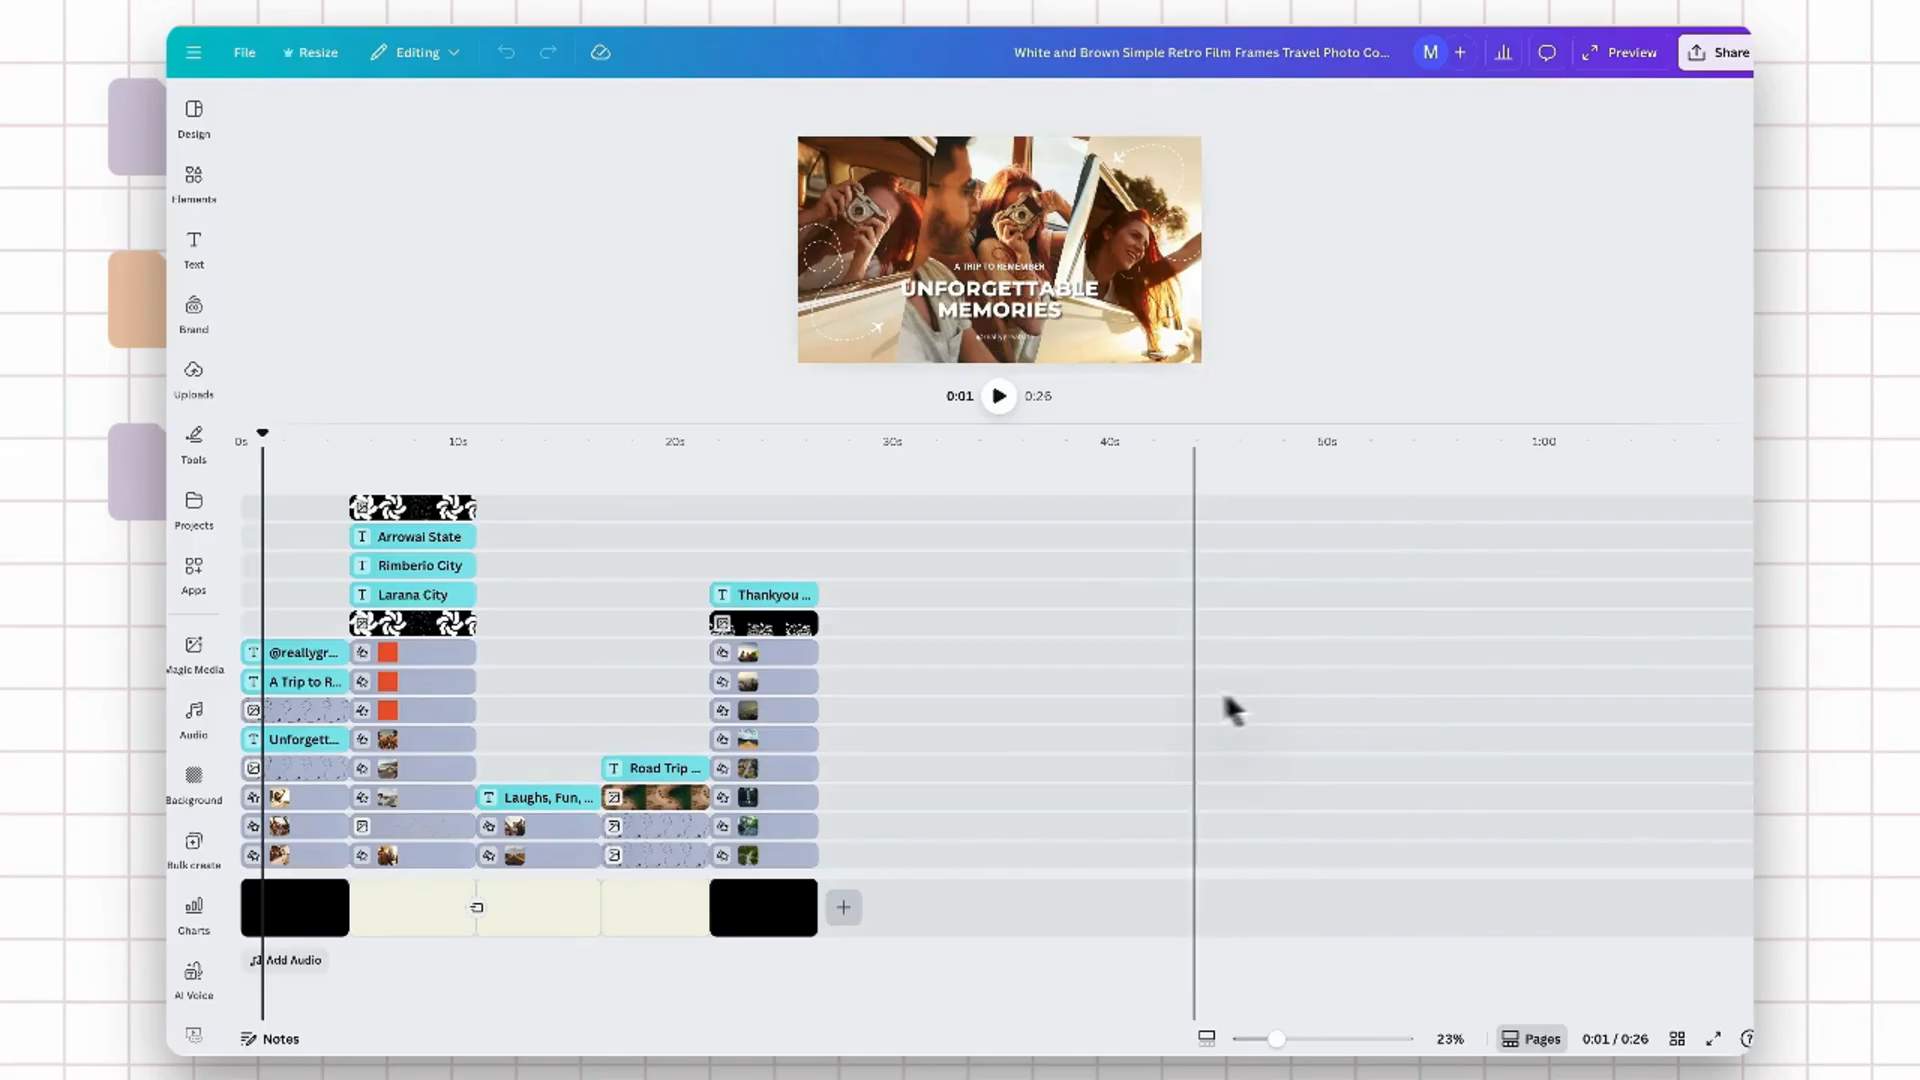 File
Resize
Editing
White and Brown Simple Retro Film Frames Travel Photo Co...
M
Preview
Share
Design
Elements
Text
Brand
Uploads
Tools
Projects
Apps
Magic Media
Audio
Background
Bulk create
Charts
AI Voice
A TRIP TO REMEMBER
UNFORGETTABLE
MEMORIES
0:01
0:26
0s
10s
20s
30s
40s
50s
1:00
Arrowai State
Rimberio City
Larana City
Thankyou ...
@reallygr...
A Trip to R...
Unforgett...
Road Trip ...
Laughs, Fun, ...
Add Audio
Notes
23%
Pages
0:01 / 0:26